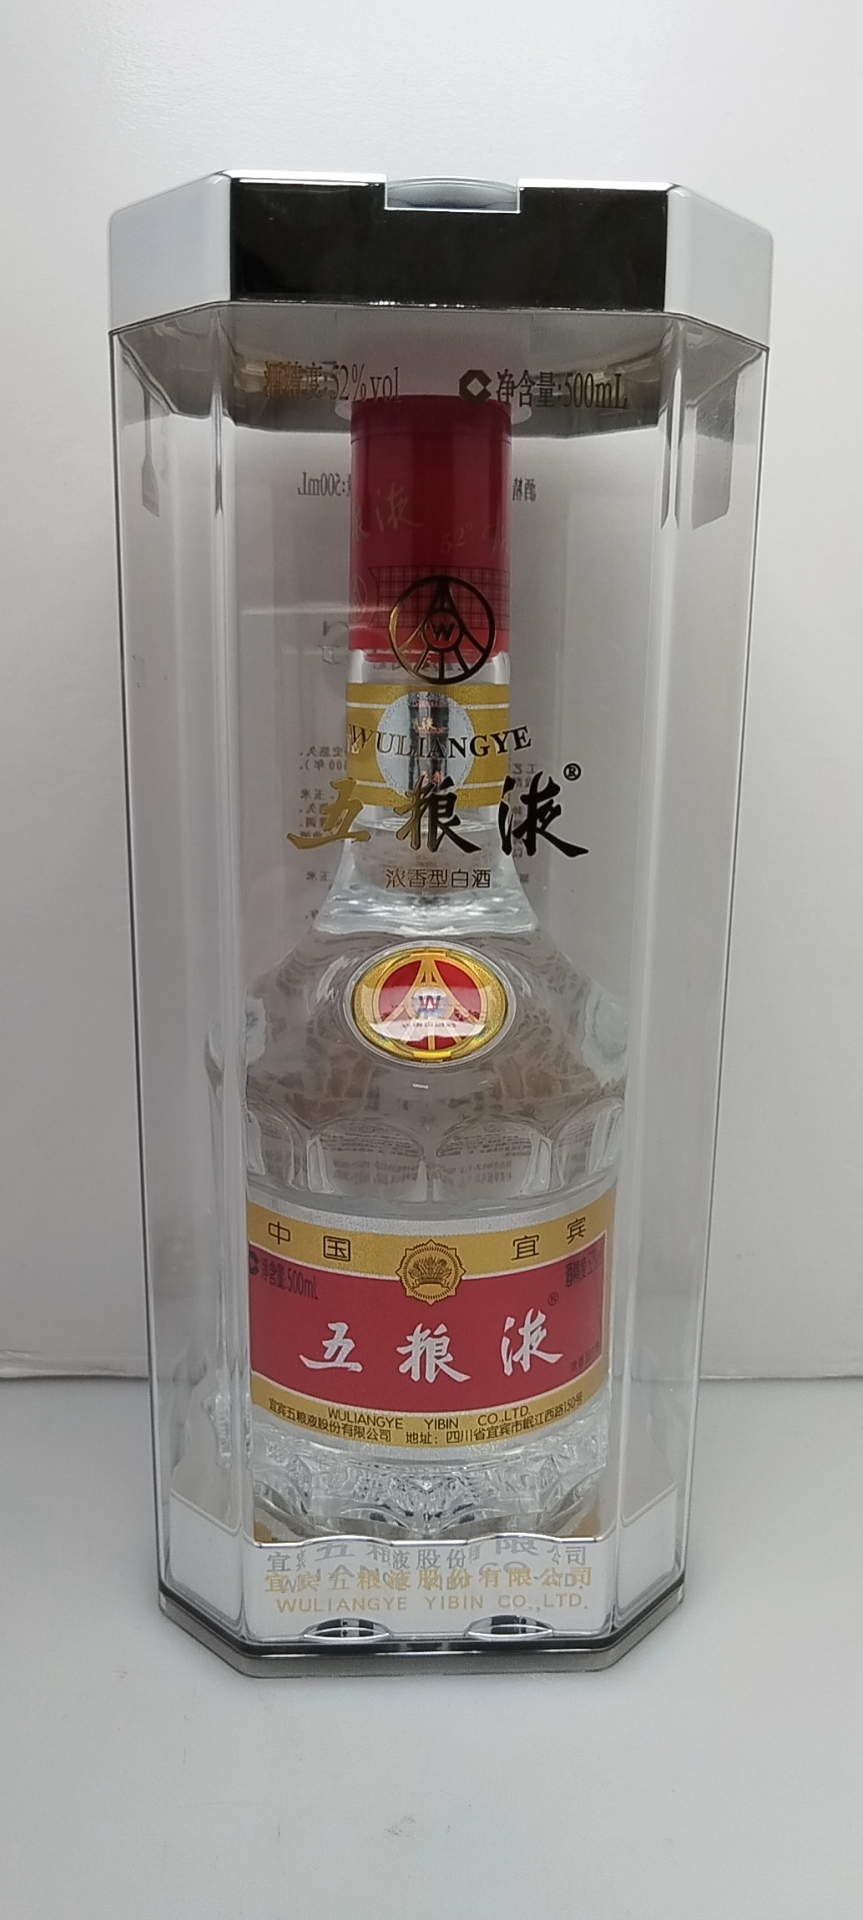 酒精度:52%vol 净含量:500mL
52°
W
WULIANGYE
五粮液®
浓香型白酒
W
中国 宜宾
净含量:500mL
五粮液®
WULIANGYE YIBIN CO.,LTD.
宜宾五粮液股份有限公司 地址：四川省宜宾市岷江西路150号
宜宾五粮液股份有限公司
WULIANGYE YIBIN CO.,LTD.